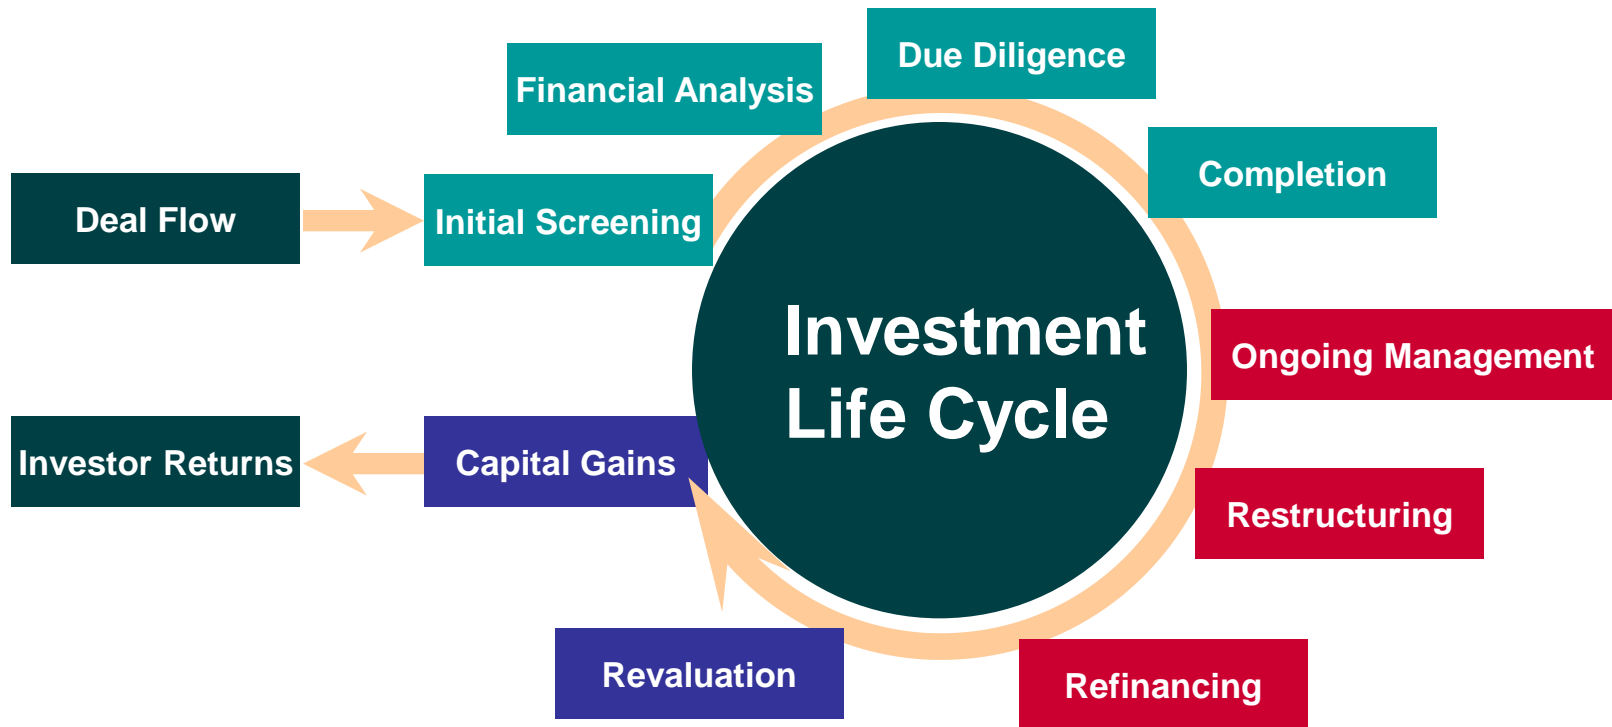 Due Diligence
Financial Analysis
Completion
Deal Flow
Initial Screening
Investment
Life Cycle
Ongoing Management
Investor Returns
Capital Gains
Restructuring
Revaluation
Refinancing